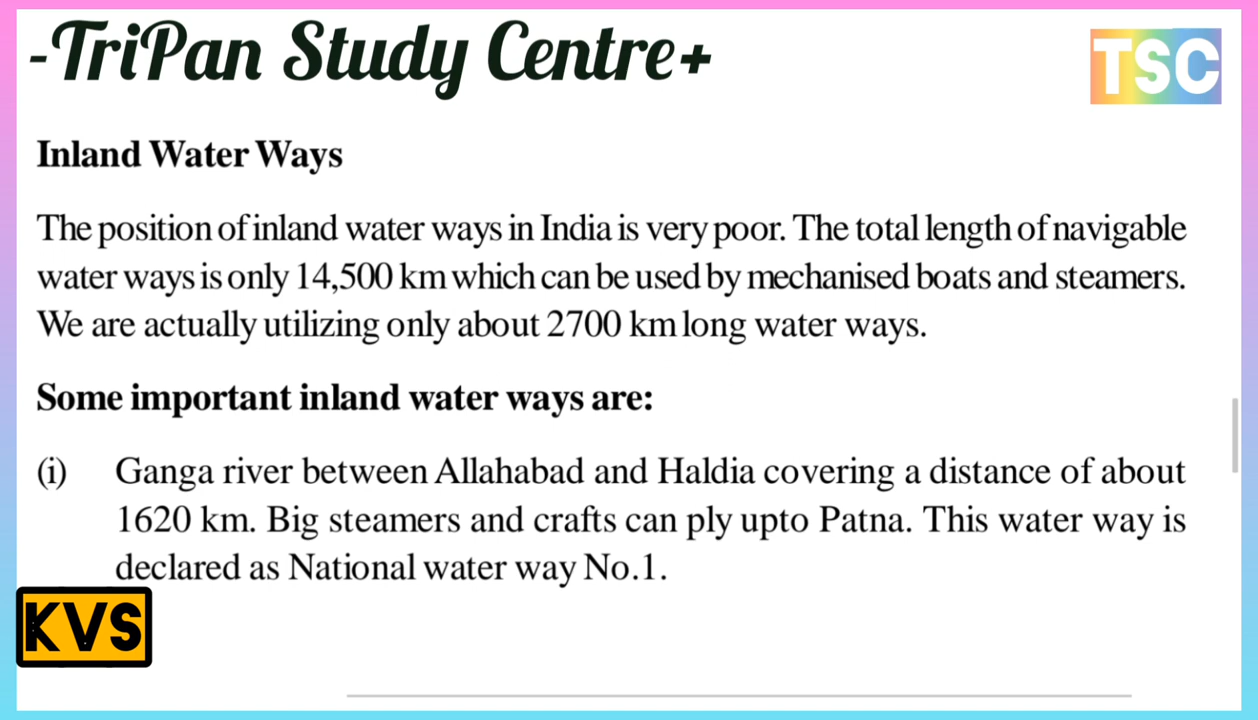 -TriPan Study Centre+
TSC
Inland Water Ways
The position of inland water ways in India is very poor. The total length of navigable
water ways is only 14,500 km which can be used by mechanised boats and steamers.
We are actually utilizing only about 2700 km long water ways.
Some important inland water ways are:
(i) Ganga river between Allahabad and Haldia covering a distance of about
1620 km. Big steamers and crafts can ply upto Patna. This water way is
declared as National water way No.1.
KVS